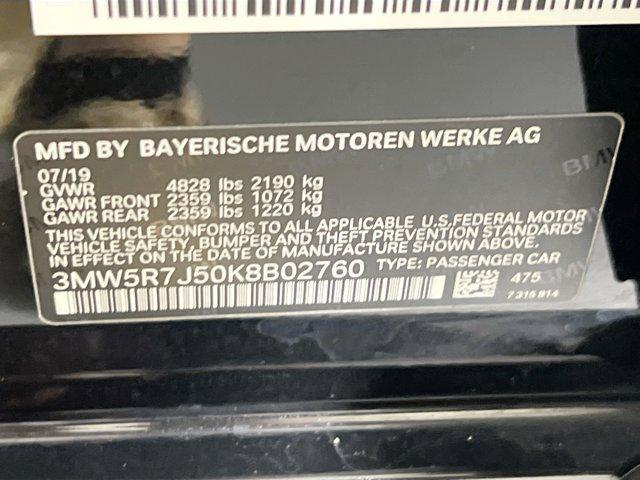 MFD BY BAYERISCHE MOTOREN WERKE AG
07/19
GVWR 4828 lbs 2190 kg
GAWR FRONT 2359 lbs 1072 kg
GAWR REAR 2359 lbs 1220 kg
THIS VEHICLE CONFORMS TO ALL APPLICABLE U.S.FEDERAL MOTOR
VEHICLE SAFETY, BUMPER, AND THEFT PREVENTION STANDARDS
IN EFFECT ON THE DATE OF MANUFACTURE SHOWN ABOVE.
3MW5R7J50K8B02760 TYPE: PASSENGER CAR
475
7 315 814